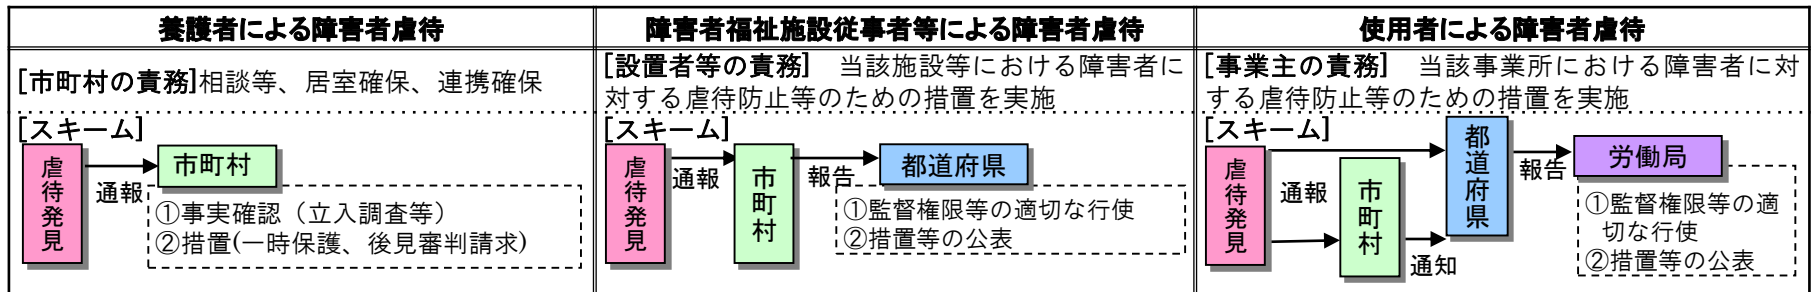 養護者による障害者虐待
[市町村の責務]相談等、居室確保、連携確保
[スキーム]
虐待発見
通報
市町村
①事実確認（立入調査等）
②措置(一時保護、後見審判請求)
障害者福祉施設従事者等による障害者虐待
[設置者等の責務]　当該施設等における障害者に
対する虐待防止等のための措置を実施
[スキーム]
虐待発見
通報
市町村
報告
都道府県
①監督権限等の適切な行使
②措置等の公表
使用者による障害者虐待
[事業主の責務]　当該事業所における障害者に対
する虐待防止等のための措置を実施
[スキーム]
虐待発見
通報
市町村
通知
都道府県
報告
労働局
①監督権限等の適
切な行使
②措置等の公表